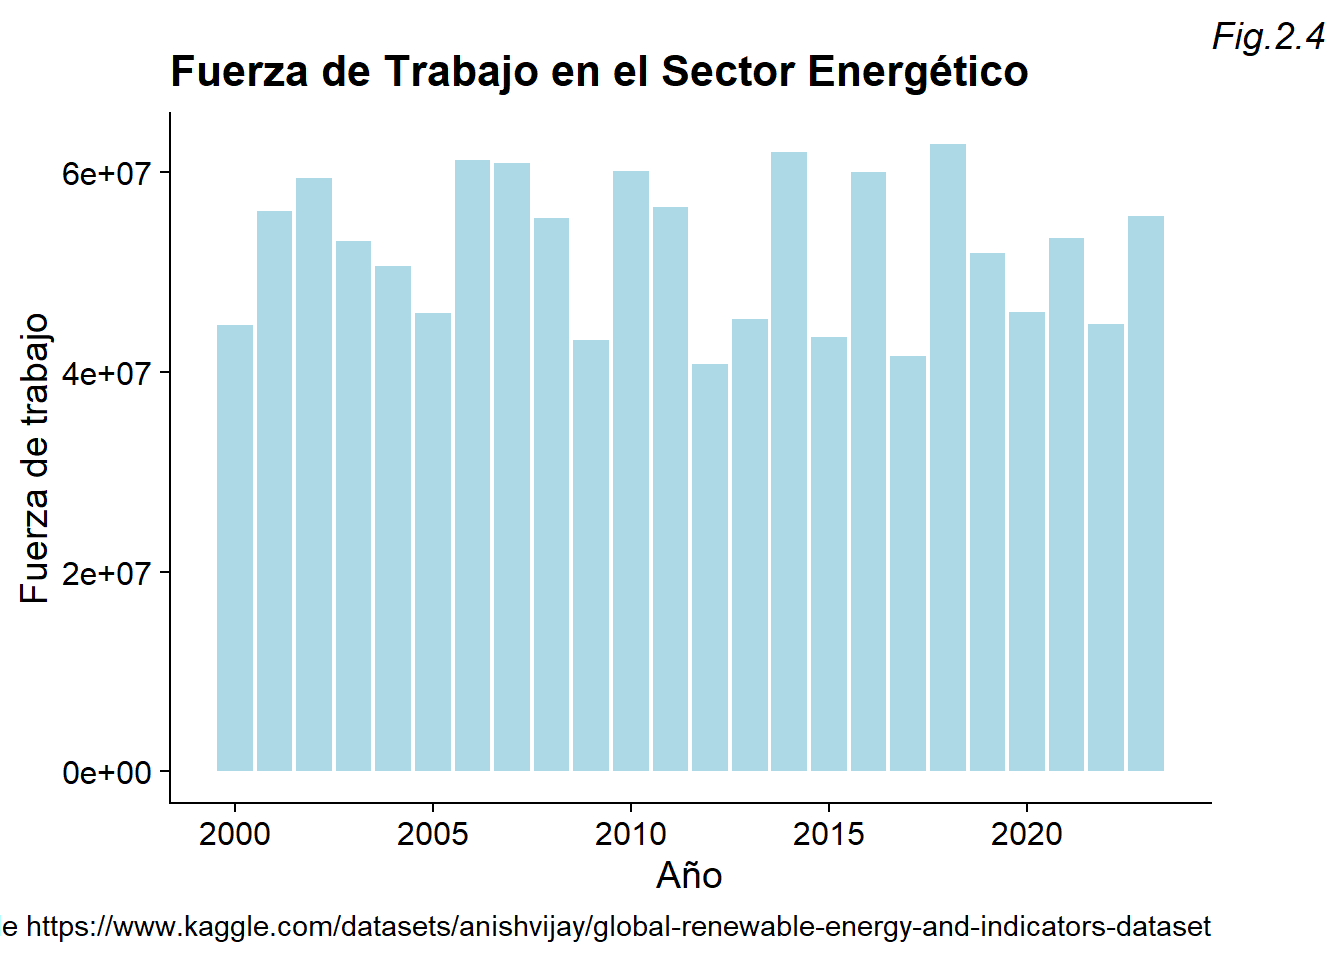 Fig.2.4
Fuerza de Trabajo en el Sector Energético
Fuerza de trabajo
6e+07
4e+07
2e+07
0e+00
2000 2005 2010 2015 2020
Año
https://www.kaggle.com/datasets/anishvijay/global-renewable-energy-and-indicators-dataset